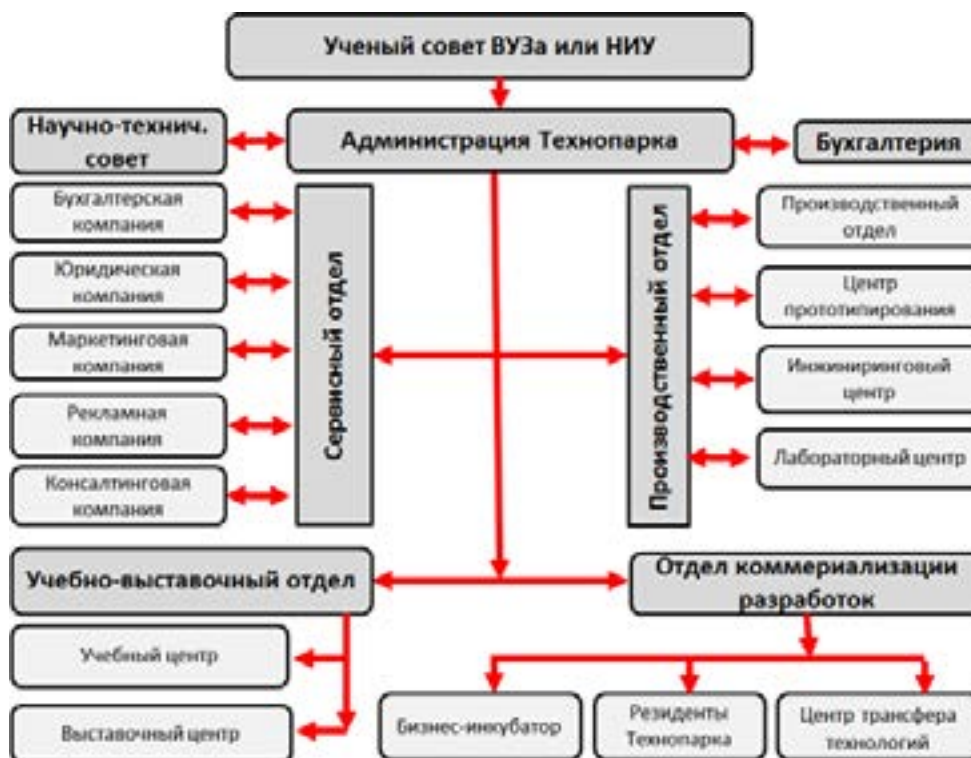 Ученый совет ВУЗа или НИУ
Научно-технич.
совет
Администрация Технопарка
Бухгалтерия
Бухгалтерская
компания
Юридическая
компания
Маркетинговая
компания
Рекламная
компания
Консалтинговая
компания
Сервисный отдел
Производственный отдел
Производственный
отдел
Центр
прототипирования
Инжиниринговый
центр
Лабораторный центр
Учебно-выставочный отдел
Отдел коммериализации
разработок
Учебный центр
Выставочный центр
Бизнес-инкубатор
Резиденты
Технопарка
Центр трансфера
технологий